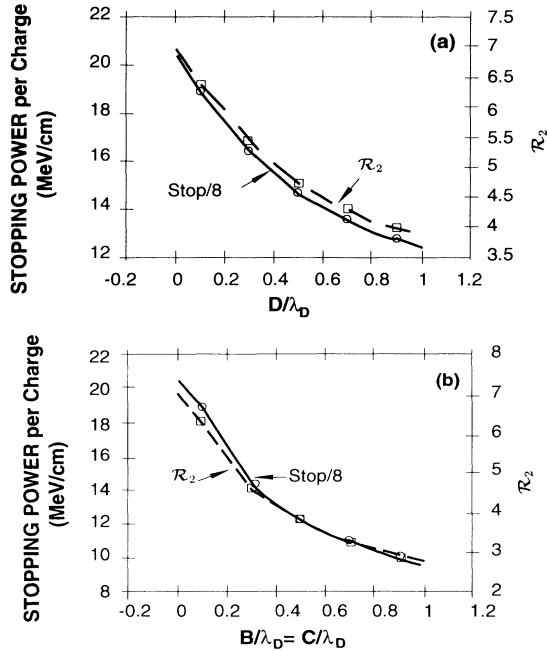 STOPPING POWER per Charge
(MeV/cm)
22
20
18
16
14
12
(a)
Stop/8
ℛ₂
7.5
7
6.5
6
5.5
5
4.5
4
3.5
ℛ₂
-0.2 0 0.2 0.4 0.6 0.8 1 1.2
D/λ_D
STOPPING POWER per Charge
(MeV/cm)
22
20
18
16
14
12
10
8
(b)
ℛ₂
Stop/8
8
7
6
5
4
3
2
ℛ₂
-0.2 0 0.2 0.4 0.6 0.8 1 1.2
B/λ_D= C/λ_D